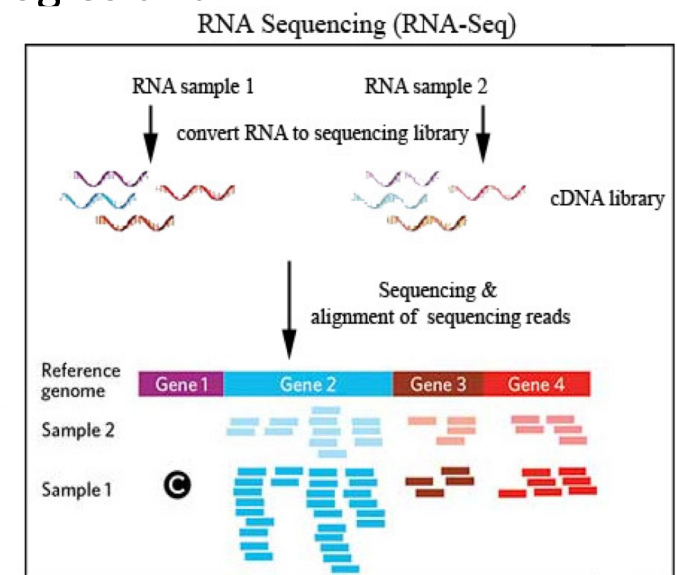 RNA Sequencing (RNA-Seq)
RNA sample 1 RNA sample 2
convert RNA to sequencing library
cDNA library
Sequencing &
alignment of sequencing reads
Reference
genome
Gene 1 Gene 2 Gene 3 Gene 4
Sample 2
Sample 1
C